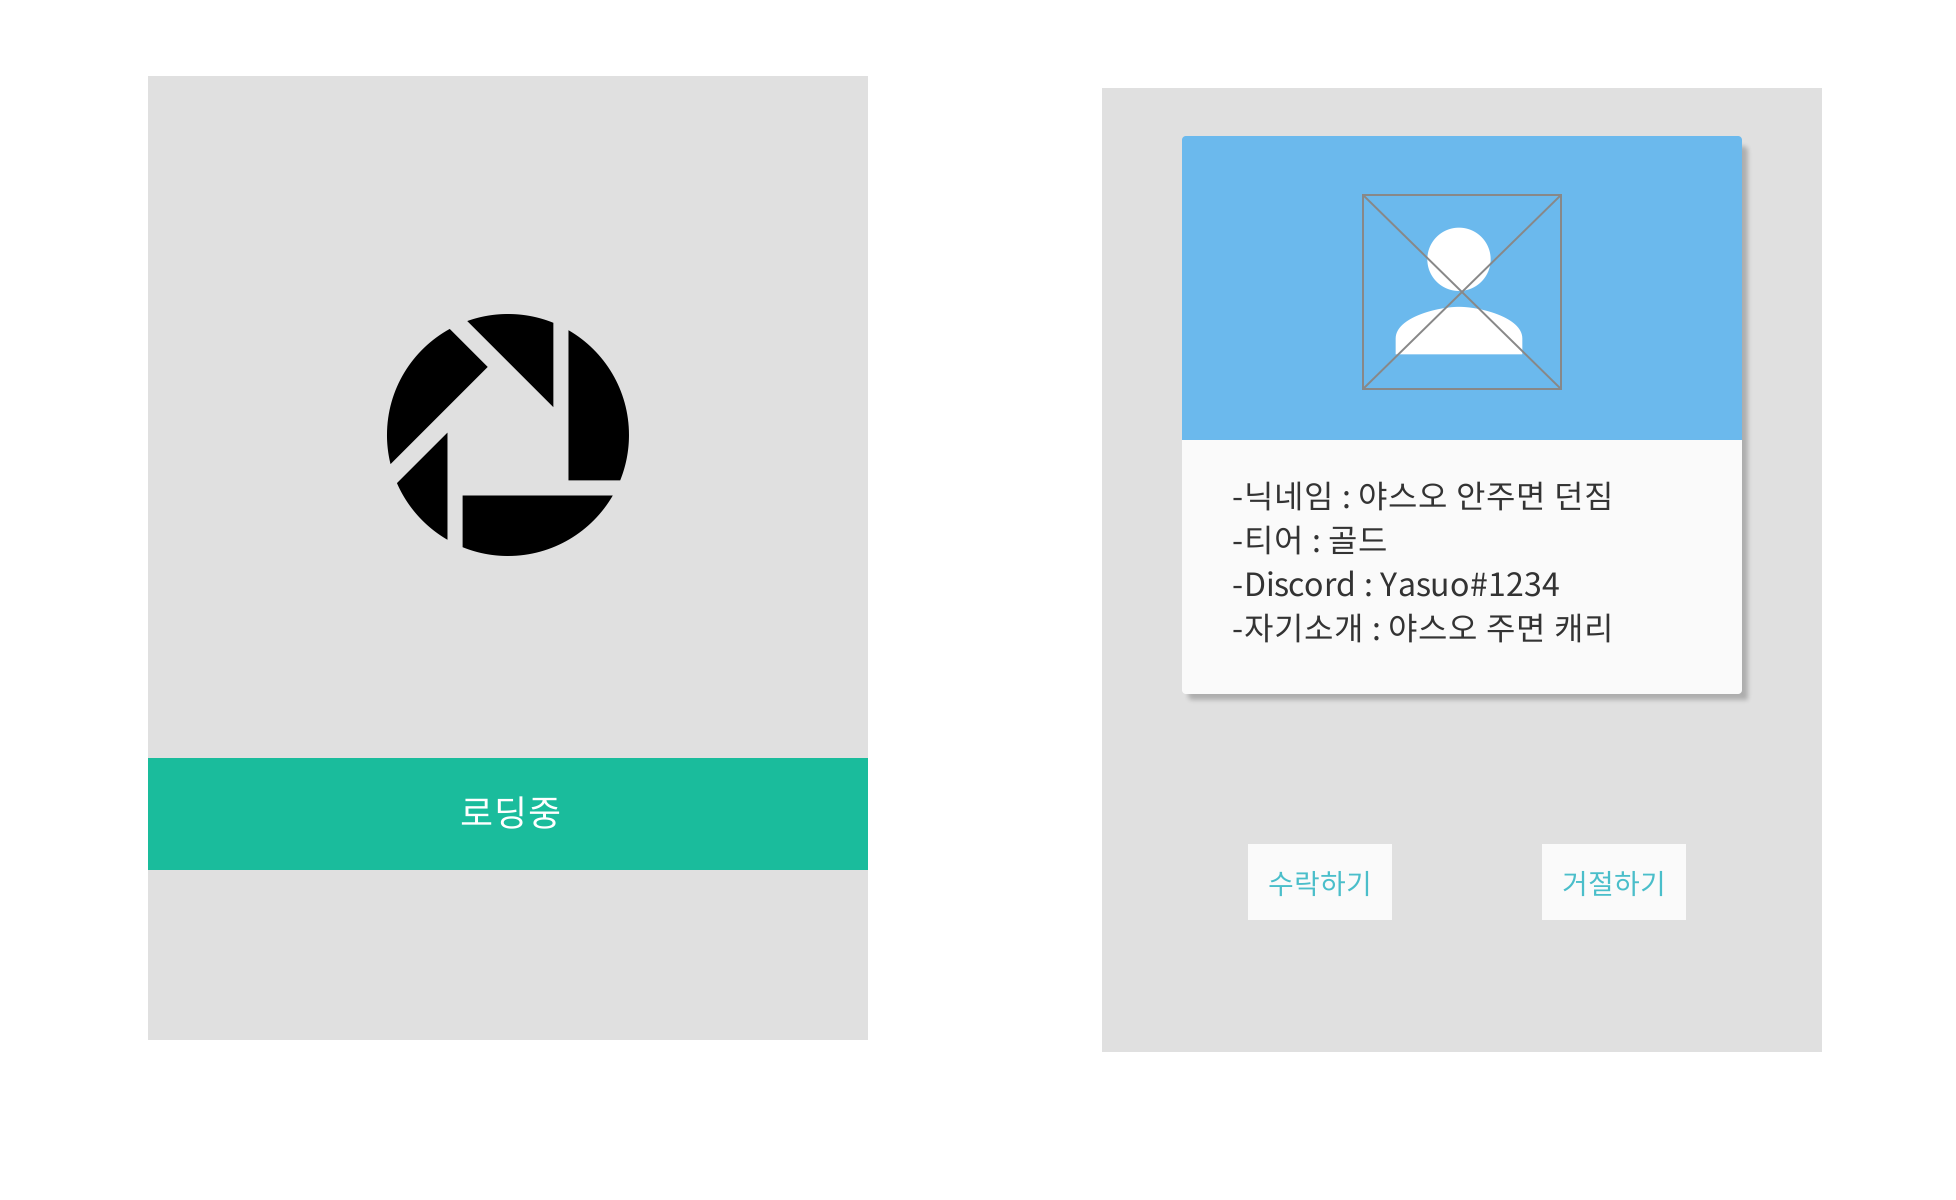 로딩중
-닉네임 : 야스오 안주면 던짐
-티어 : 골드
-Discord : Yasuo#1234
-자기소개 : 야스오 주면 캐리
수락하기
거절하기